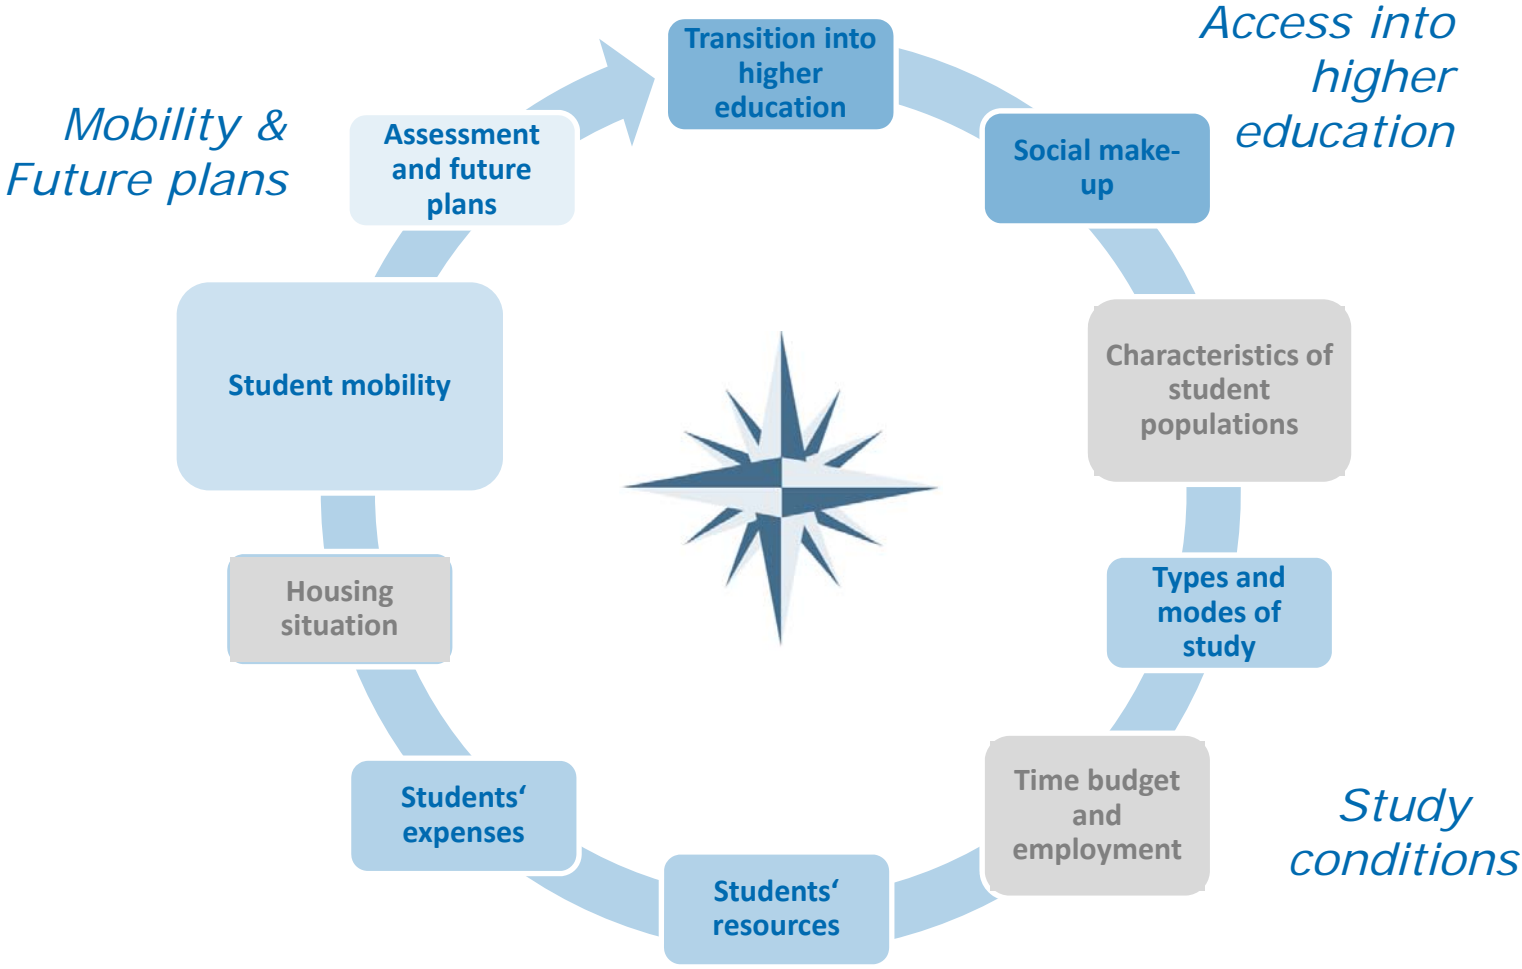 Access into
higher
education
Transition into
higher
education
Social make-
up
Characteristics of
student
populations
Types and
modes of
study
Time budget
and
employment
Study
conditions
Students‘
resources
Students‘
expenses
Housing
situation
Student mobility
Assessment
and future
plans
Mobility &
Future plans